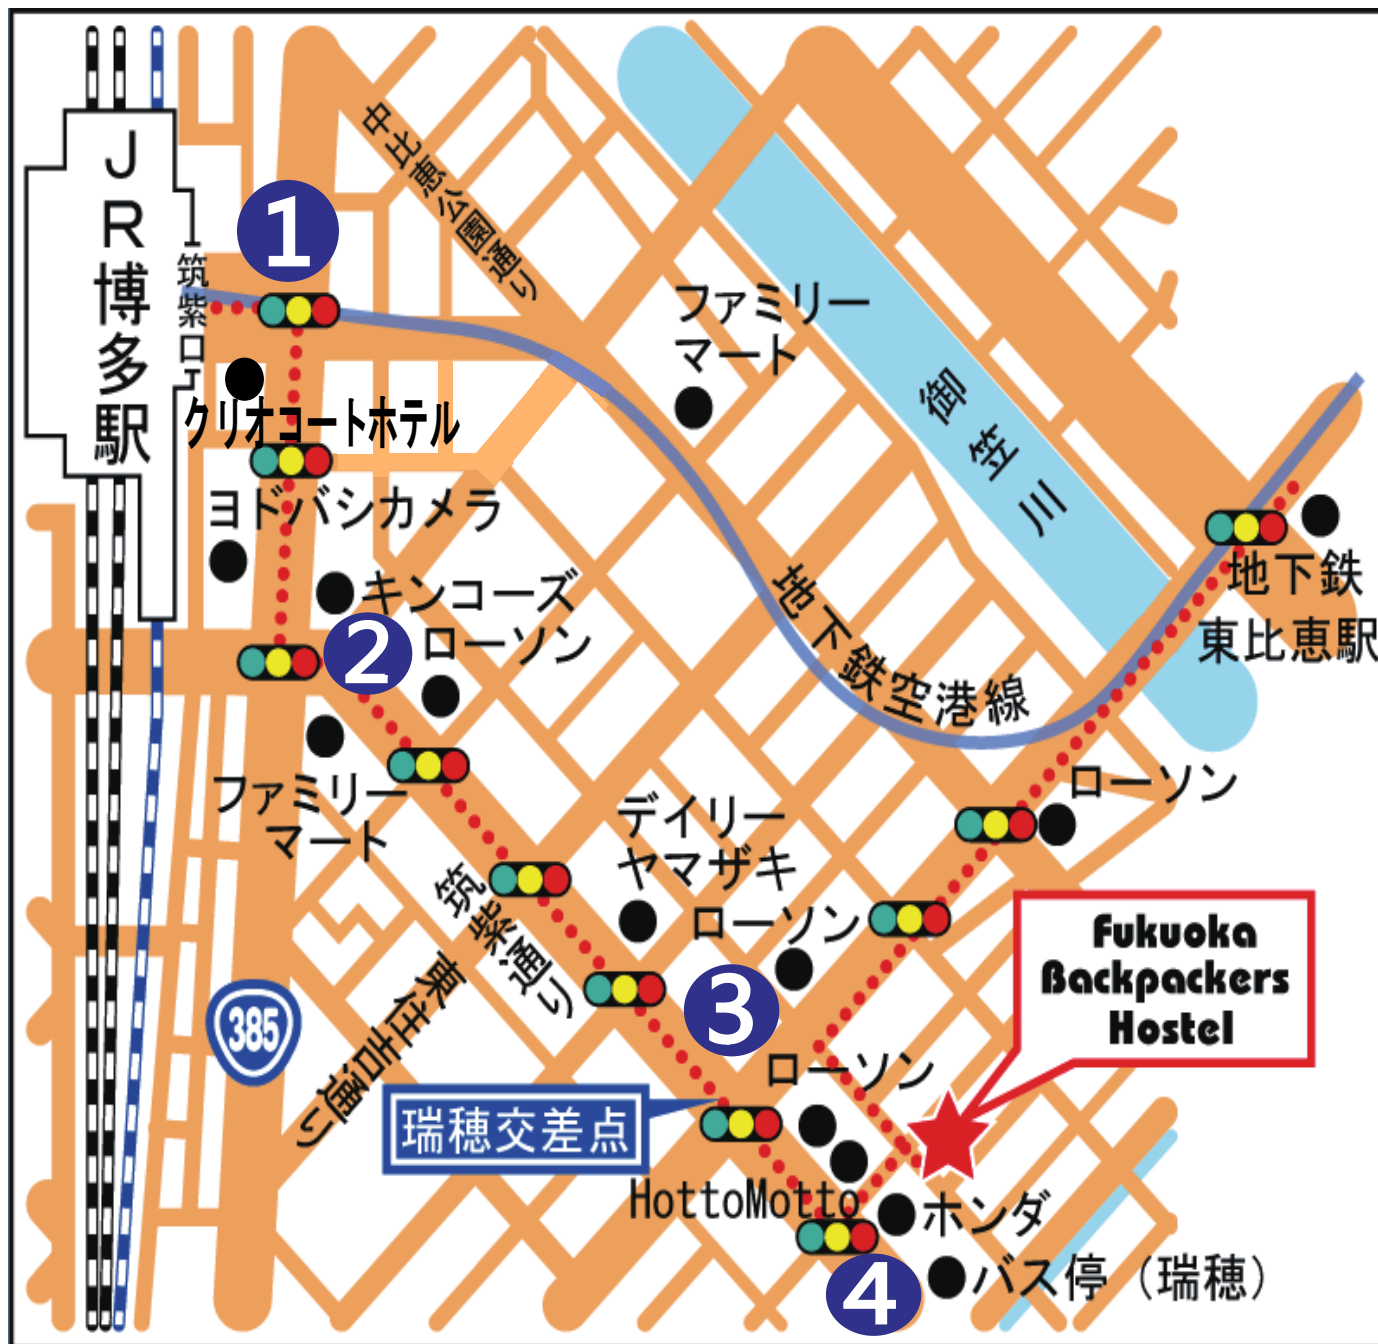 JR博多駅
筑紫口
1
中比恵公園通り
ファミリー
マート
御笠川
クリオコートホテル
ヨドバシカメラ
キンコーズ
2
ローソン
地下鉄
東比恵駅
地下鉄空港線
ファミリー
マート
ローソン
デイリー
ヤマザキ
ローソン
筑紫通り
東住吉通り
385
3
Fukuoka
Backpackers
Hostel
ローソン
瑞穂交差点
HottoMotto
ホンダ
バス停（瑞穂）
4